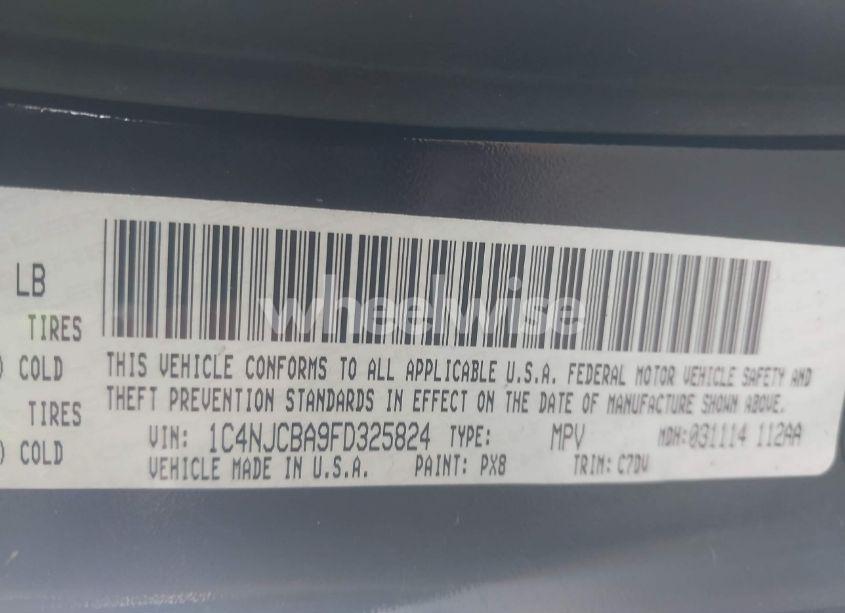 LB
TIRES
) COLD
TIRES
) COLD
wheelwise
THIS VEHICLE CONFORMS TO ALL APPLICABLE U.S.A. FEDERAL MOTOR VEHICLE SAFETY AND
THEFT PREVENTION STANDARDS IN EFFECT ON THE DATE OF MANUFACTURE SHOWN ABOVE.
VIN: 1C4NJCBA9FD325824 TYPE: MPV MDH:031114 112AA
VEHICLE MADE IN U.S.A. PAINT: PX8 TRIM: C7DV